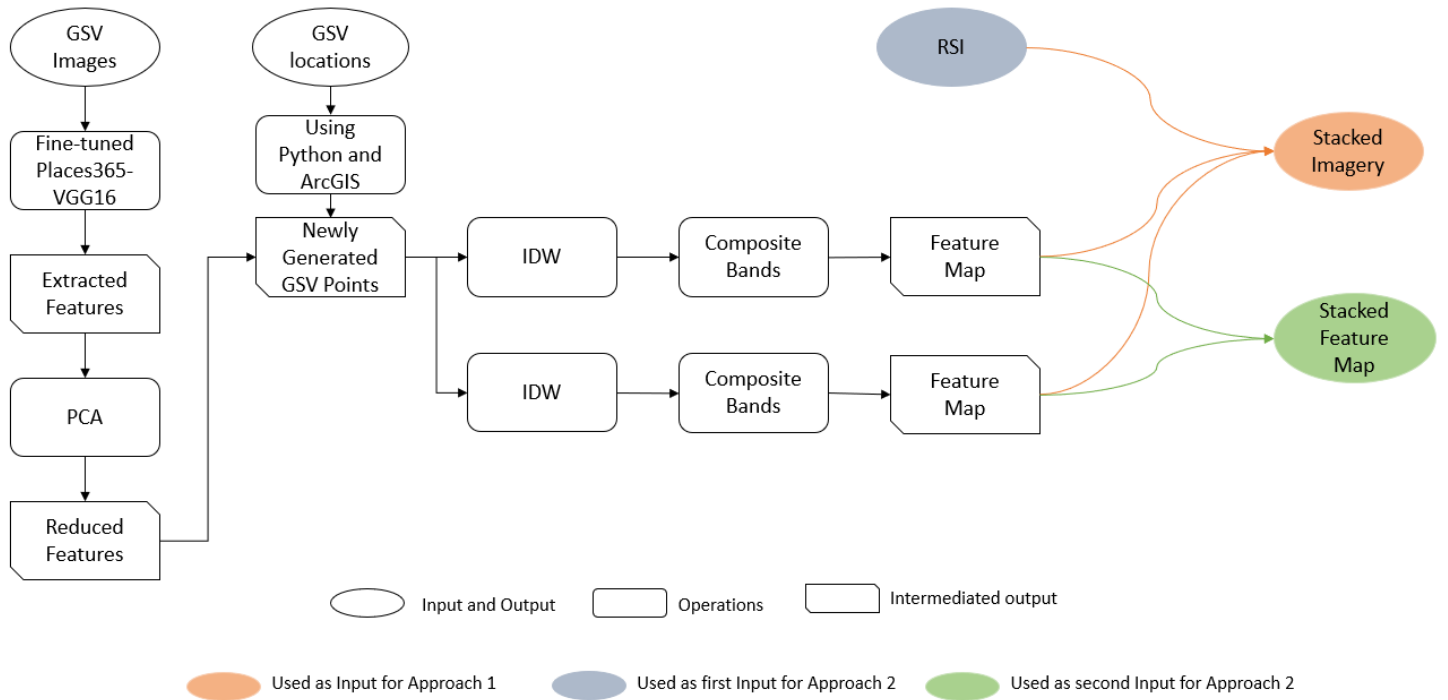 GSV
Images
Fine-tuned
Places365-
VGG16
Extracted
Features
PCA
Reduced
Features
GSV
locations
Using
Python and
ArcGIS
Newly
Generated
GSV Points
IDW
Composite
Bands
Feature
Map
IDW
Composite
Bands
Feature
Map
RSI
Stacked
Imagery
Stacked
Feature
Map
Input and Output
Operations
Intermediated output
Used as Input for Approach 1
Used as first Input for Approach 2
Used as second Input for Approach 2